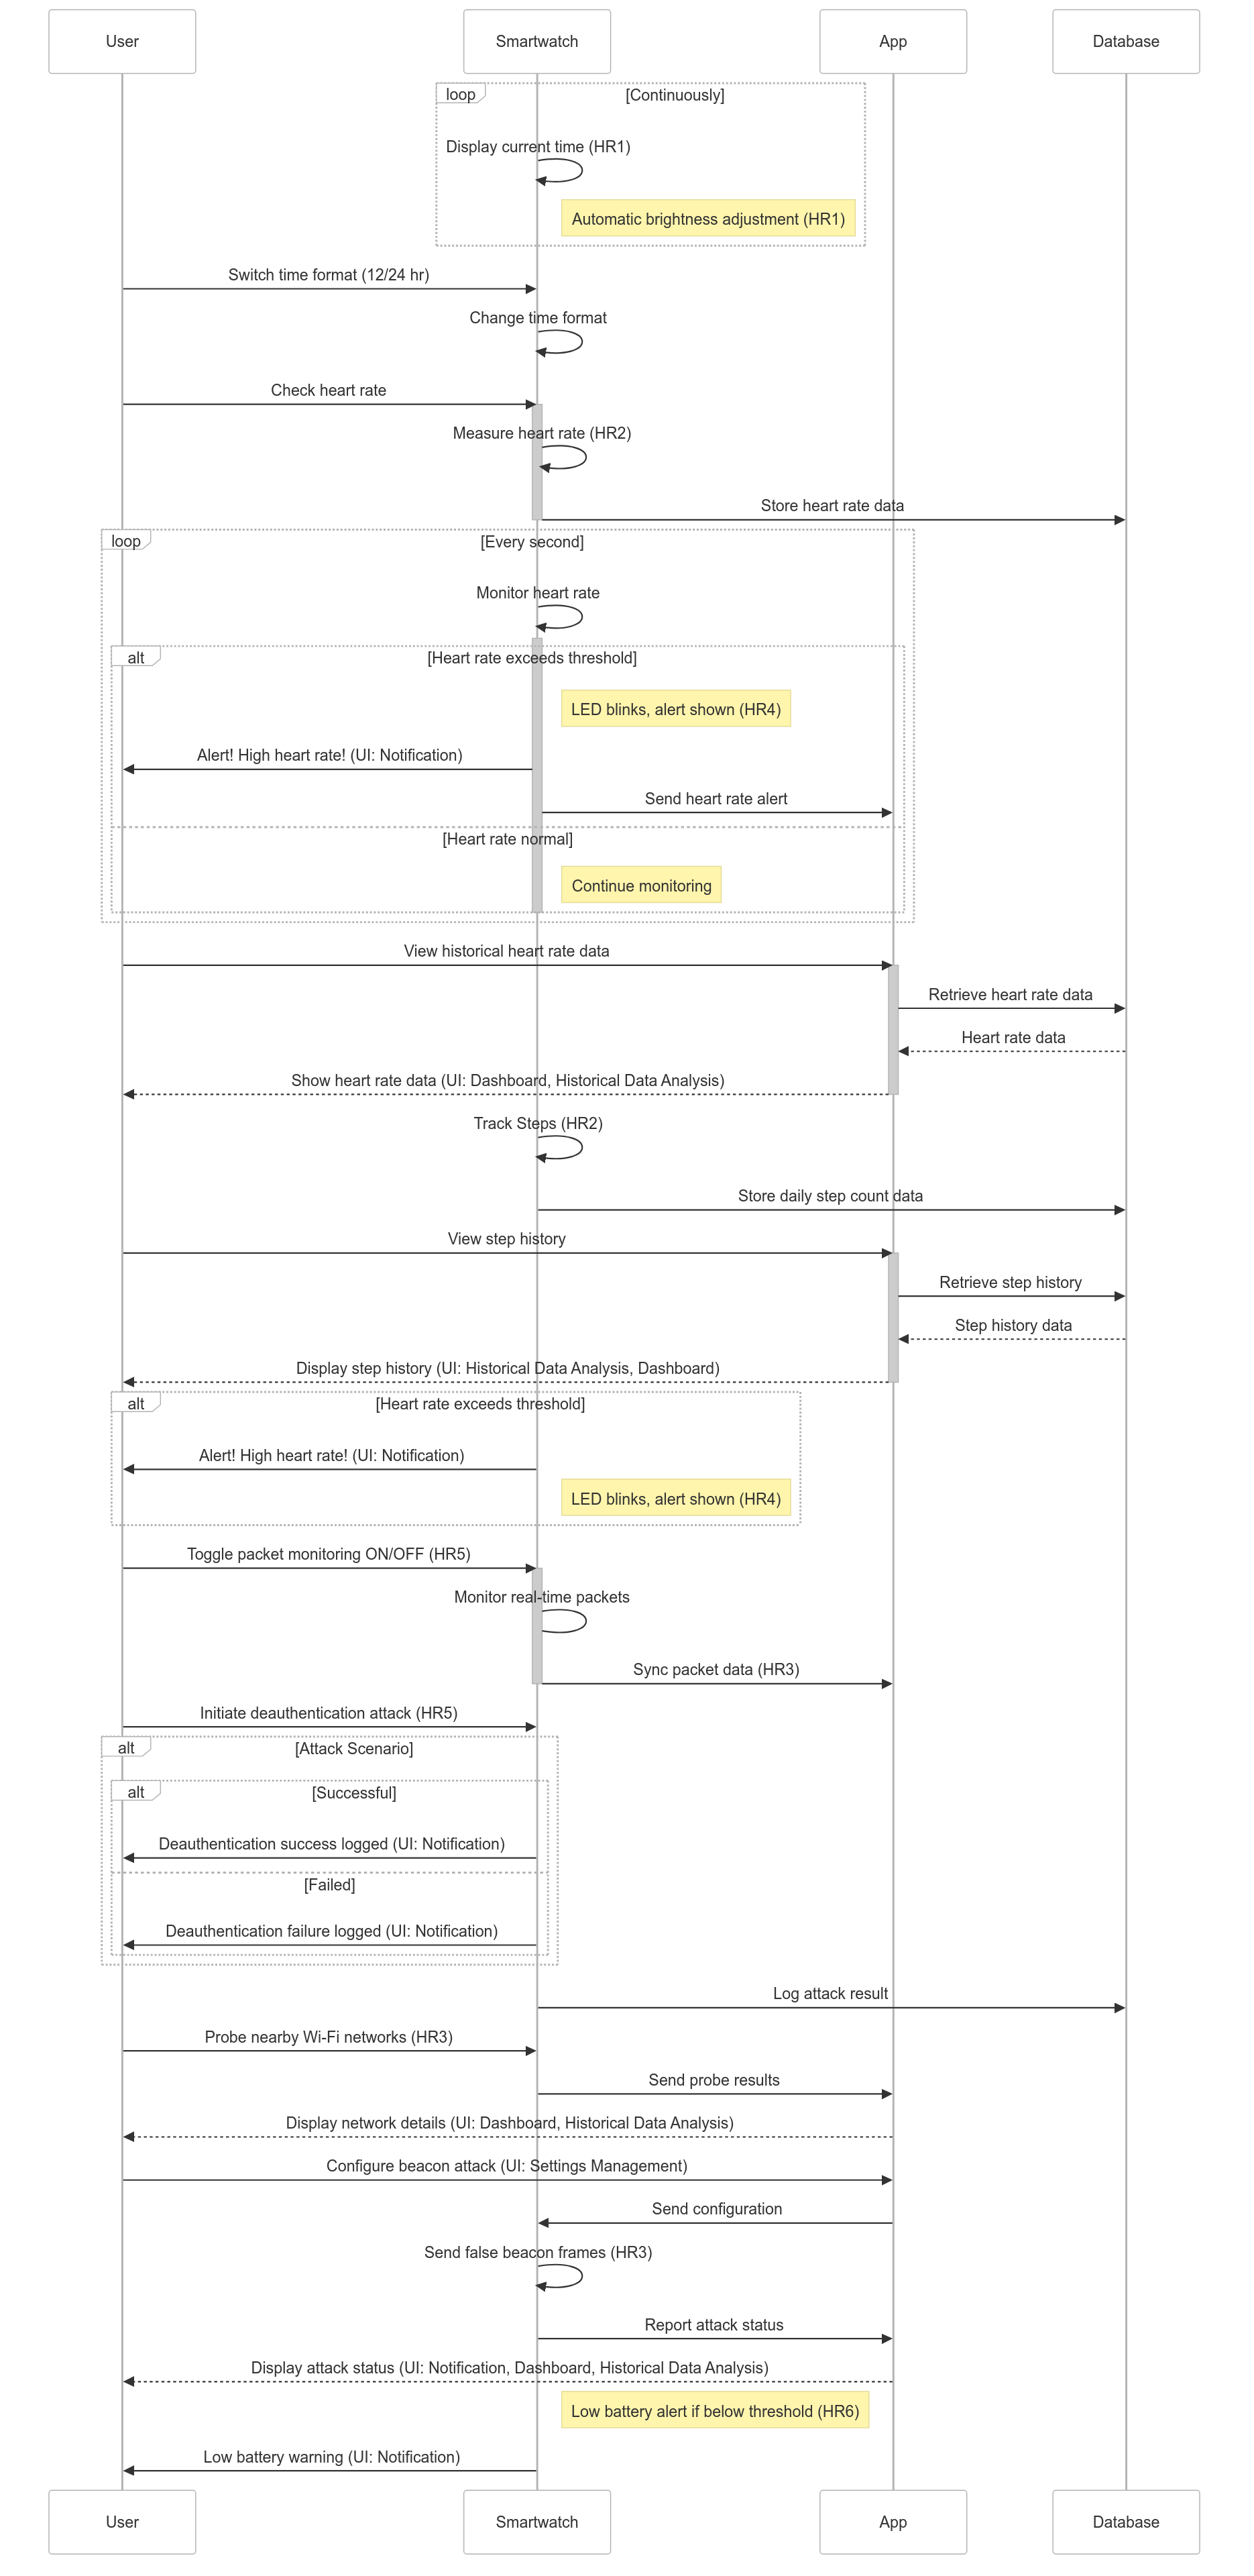 User
Smartwatch
App
Database
loop
[Continuously]
Display current time (HR1)
Automatic brightness adjustment (HR1)
Switch time format (12/24 hr)
Change time format
Check heart rate
Measure heart rate (HR2)
Store heart rate data
loop
[Every second]
Monitor heart rate
alt
[Heart rate exceeds threshold]
LED blinks, alert shown (HR4)
Alert! High heart rate! (UI: Notification)
Send heart rate alert
[Heart rate normal]
Continue monitoring
View historical heart rate data
Retrieve heart rate data
Heart rate data
Show heart rate data (UI: Dashboard, Historical Data Analysis)
Track Steps (HR2)
Store daily step count data
View step history
Retrieve step history
Step history data
Display step history (UI: Historical Data Analysis, Dashboard)
alt
[Heart rate exceeds threshold]
Alert! High heart rate! (UI: Notification)
LED blinks, alert shown (HR4)
Toggle packet monitoring ON/OFF (HR5)
Monitor real-time packets
Sync packet data (HR3)
Initiate deauthentication attack (HR5)
alt
[Attack Scenario]
alt
[Successful]
Deauthentication success logged (UI: Notification)
[Failed]
Deauthentication failure logged (UI: Notification)
Log attack result
Probe nearby Wi-Fi networks (HR3)
Send probe results
Display network details (UI: Dashboard, Historical Data Analysis)
Configure beacon attack (UI: Settings Management)
Send configuration
Send false beacon frames (HR3)
Report attack status
Display attack status (UI: Notification, Dashboard, Historical Data Analysis)
Low battery alert if below threshold (HR6)
Low battery warning (UI: Notification)
User
Smartwatch
App
Database